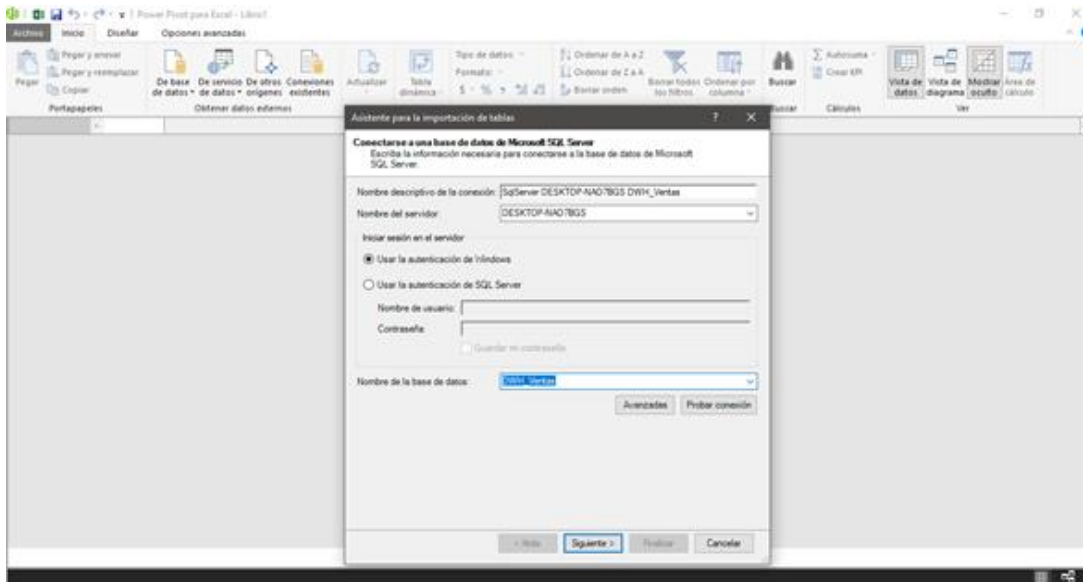 Power Pivot para Excel - Libro1
Archivo Inicio Diseñar Opciones avanzadas
Pegar
Pegar y anexar
Pegar y reemplazar
Copiar
Portapapeles
De base de datos
De servicio de datos
De otros orígenes
Conexiones existentes
Obtener datos externos
Actualizar
Tabla dinámica
Tipo de datos:
Formato:
$ % ,
Ordenar de A a Z
Ordenar de Z a A
Borrar orden
Borrar todos los filtros
Ordenar por columna
Buscar
Buscar
Autosuma
Crear KPI
Cálculos
Vista de datos
Vista de diagrama
Mostrar oculto
Área de cálculo
Ver
Asistente para la importación de tablas ? ×
Conectarse a una base de datos de Microsoft SQL Server
Escriba la información necesaria para conectarse a la base de datos de Microsoft
SQL Server.
Nombre descriptivo de la conexión: SqlServer DESKTOP-NAO7BGS DWH_Ventas
Nombre del servidor: DESKTOP-NAO7BGS
Iniciar sesión en el servidor
Usar la autenticación de Windows
Usar la autenticación de SQL Server
Nombre de usuario:
Contraseña:
Guardar mi contraseña
Nombre de la base de datos: DWH_Ventas
Avanzadas Probar conexión
< Atrás Siguiente > Finalizar Cancelar